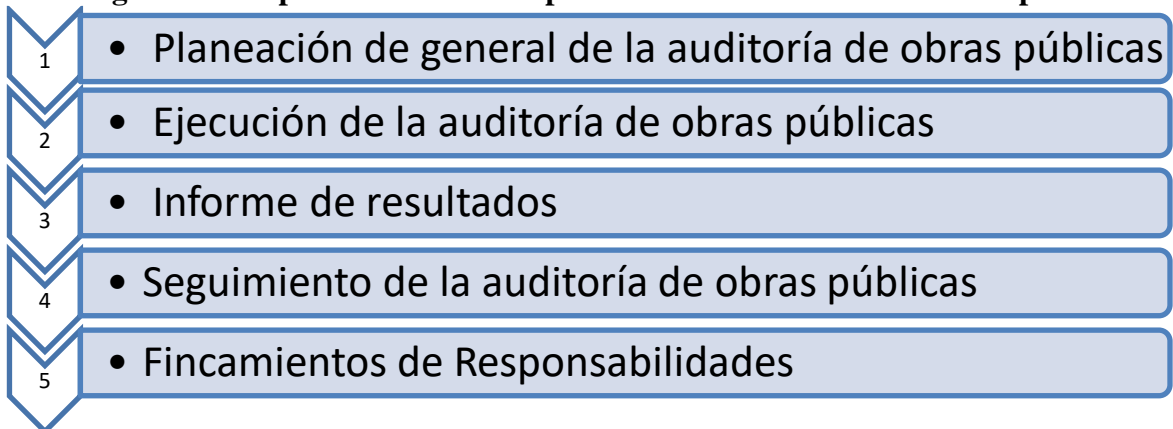 1
• Planeación de general de la auditoría de obras públicas
2
• Ejecución de la auditoría de obras públicas
3
• Informe de resultados
4
• Seguimiento de la auditoría de obras públicas
5
• Fincamientos de Responsabilidades